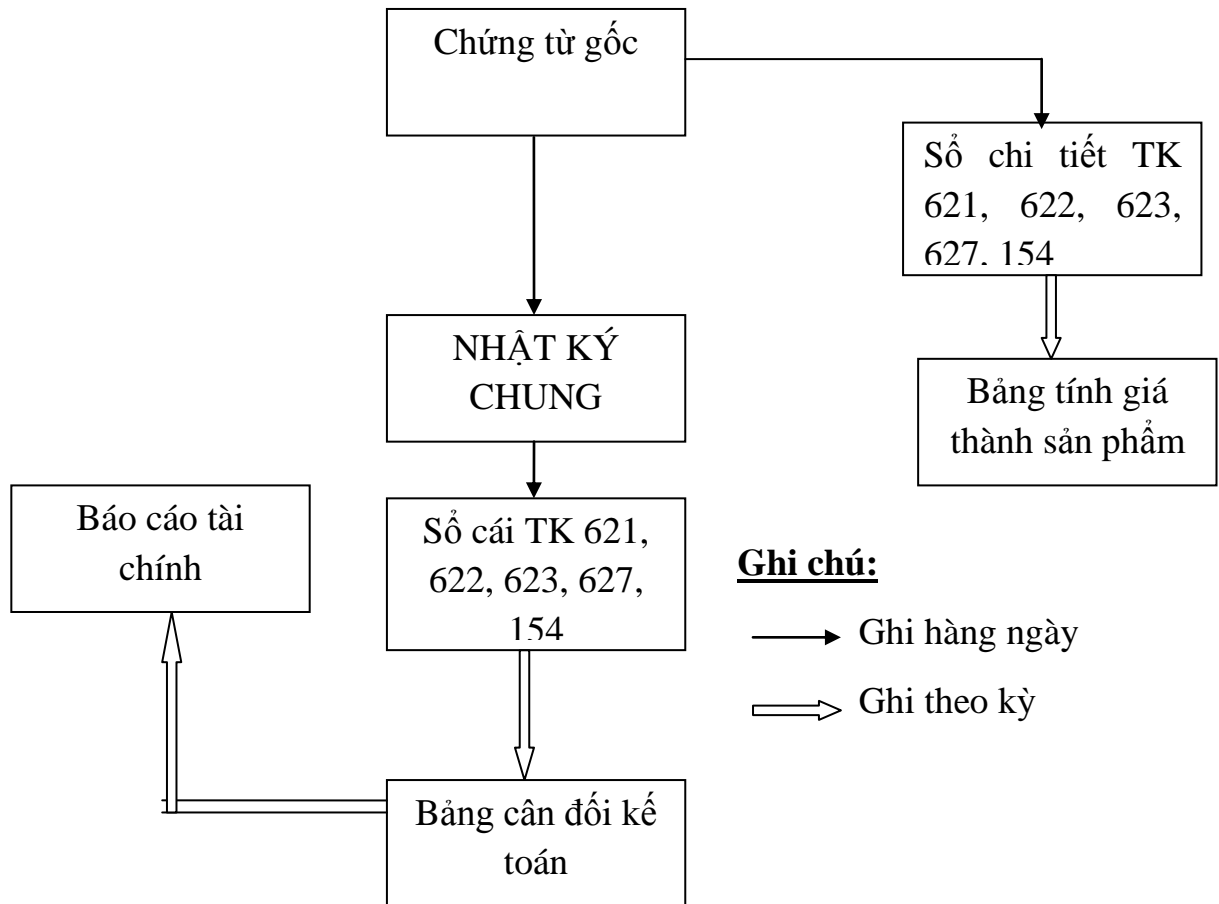 Chứng từ gốc
Sổ chi tiết TK
621, 622, 623,
627, 154
NHẬT KÝ
CHUNG
Bảng tính giá
thành sản phẩm
Báo cáo tài
chính
Sổ cái TK 621,
622, 623, 627,
154
Ghi chú:
Ghi hàng ngày
Ghi theo kỳ
Bảng cân đối kế
toán